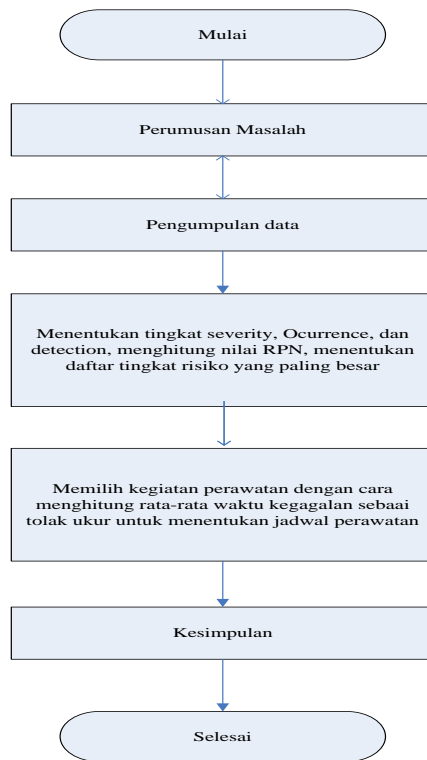 Mulai
Perumusan Masalah
Pengumpulan data
Menentukan tingkat severity, Ocurrence, dan
detection, menghitung nilai RPN, menentukan
daftar tingkat risiko yang paling besar
Memilih kegiatan perawatan dengan cara
menghitung rata-rata waktu kegagalan sebaai
tolak ukur untuk menentukan jadwal perawatan
Kesimpulan
Selesai